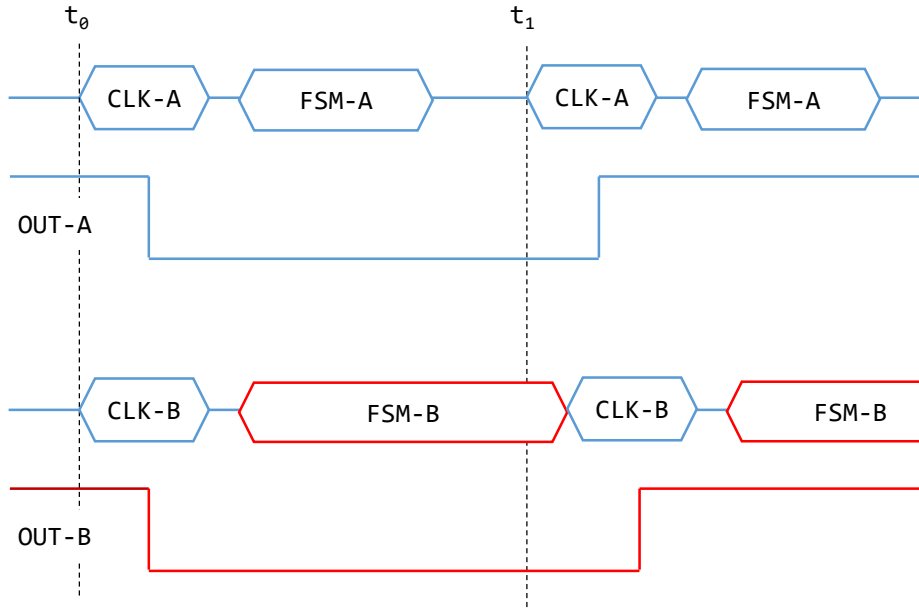 t₀ t₁
CLK-A FSM-A CLK-A FSM-A
OUT-A
CLK-B FSM-B CLK-B FSM-B
OUT-B